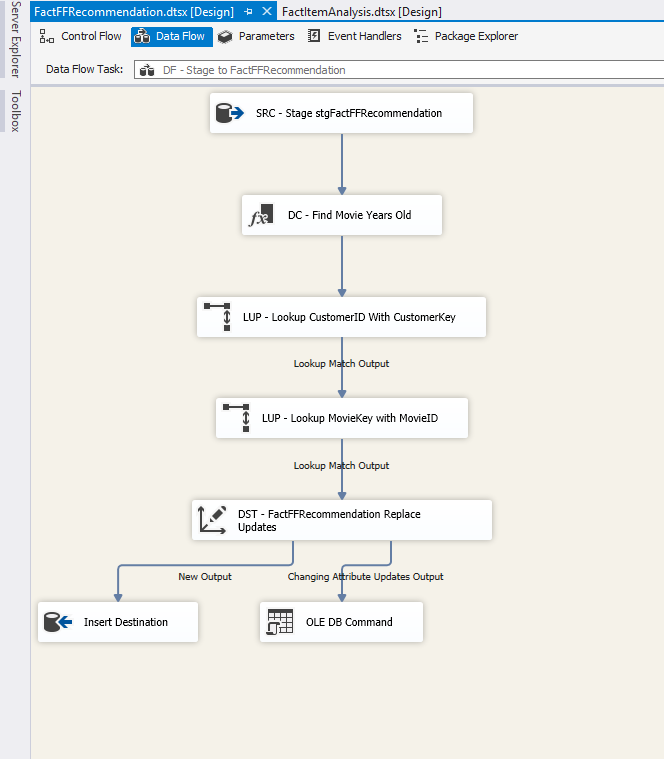 FactFFRecommendation.dtsx [Design]
FactItemAnalysis.dtsx [Design]
Server Explorer
Toolbox
Control Flow
Data Flow
Parameters
Event Handlers
Package Explorer
Data Flow Task:
DF - Stage to FactFFRecommendation
SRC - Stage stgFactFFRecommendation
DC - Find Movie Years Old
LUP - Lookup CustomerID With CustomerKey
Lookup Match Output
LUP - Lookup MovieKey with MovieID
Lookup Match Output
DST - FactFFRecommendation Replace
Updates
New Output
Changing Attribute Updates Output
Insert Destination
OLE DB Command